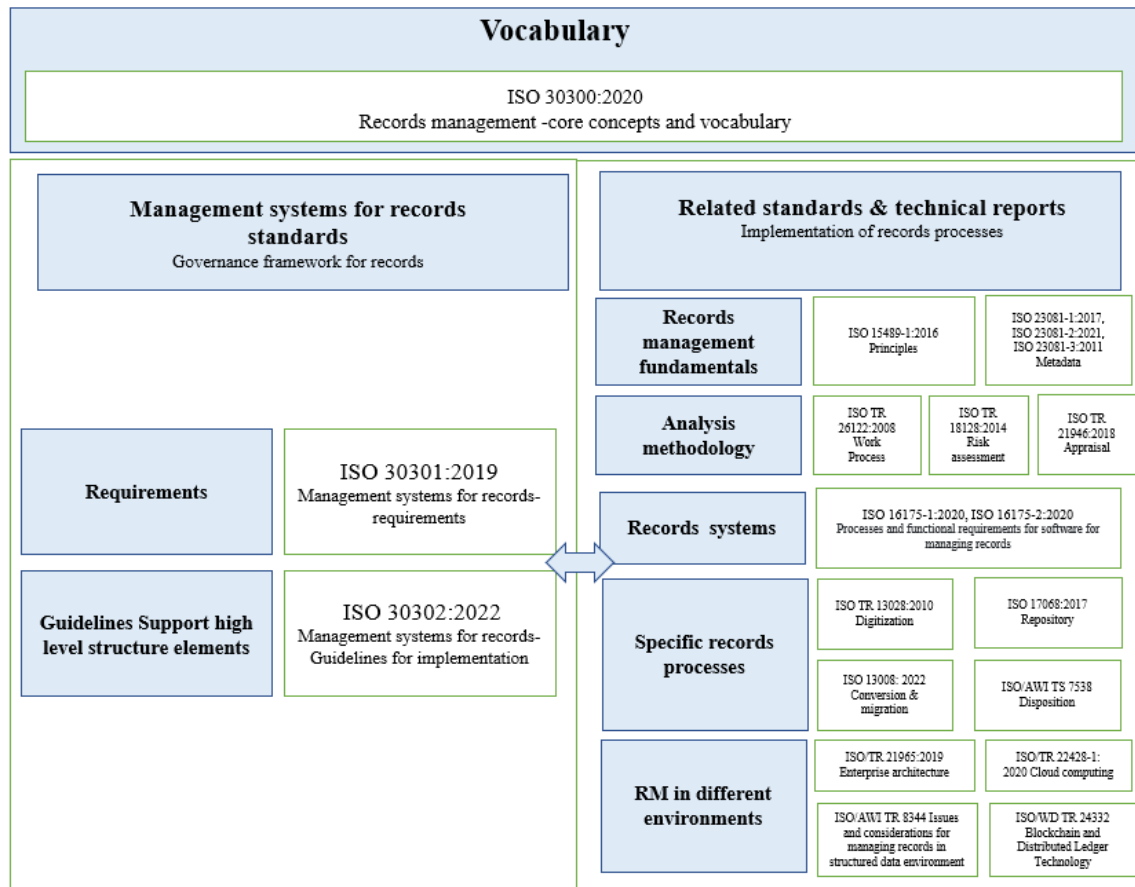 Vocabulary
ISO 30300:2020
Records management -core concepts and vocabulary
Management systems for records
standards
Governance framework for records
Requirements
ISO 30301:2019
Management systems for records-
requirements
Guidelines Support high
level structure elements
ISO 30302:2022
Management systems for records-
Guidelines for implementation
Related standards & technical reports
Implementation of records processes
Records
management
fundamentals
ISO 15489-1:2016
Principles
ISO 23081-1:2017,
ISO 23081-2:2021,
ISO 23081-3:2011
Metadata
Analysis
methodology
ISO TR
26122:2008
Work
Process
ISO TR
18128:2014
Risk
assessment
ISO TR
21946:2018
Appraisal
Records systems
ISO 16175-1:2020, ISO 16175-2:2020
Processes and functional requirements for software for
managing records
Specific records
processes
ISO TR 13028:2010
Digitization
ISO 17068:2017
Repository
ISO 13008: 2022
Conversion &
migration
ISO/AWI TS 7538
Disposition
RM in different
environments
ISO/TR 21965:2019
Enterprise architecture
ISO/TR 22428-1:
2020 Cloud computing
ISO/AWI TR 8344 Issues
and considerations for
managing records in
structured data environment
ISO/WD TR 24332
Blockchain and
Distributed Ledger
Technology